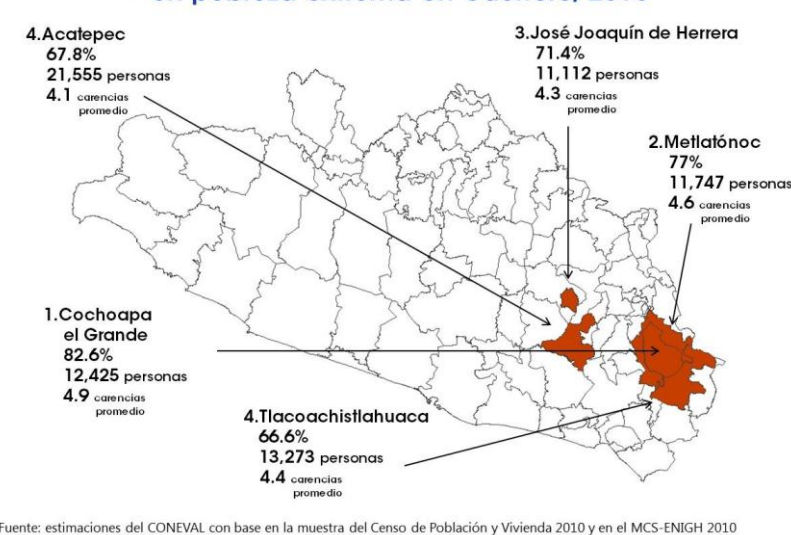 4.Acatepec
67.8%
21,555 personas
4.1 carencias
promedio
3.José Joaquín de Herrera
71.4%
11,112 personas
4.3 carencias
promedio
2.Metlatónoc
77%
11,747 personas
4.6 carencias
promedio
1.Cochoapa
el Grande
82.6%
12,425 personas
4.9 carencias
promedio
4.Tlacoachistlahuaca
66.6%
13,273 personas
4.4 carencias
promedio
Fuente: estimaciones del CONEVAL con base en la muestra del Censo de Población y Vivienda 2010 y en el MCS-ENIGH 2010